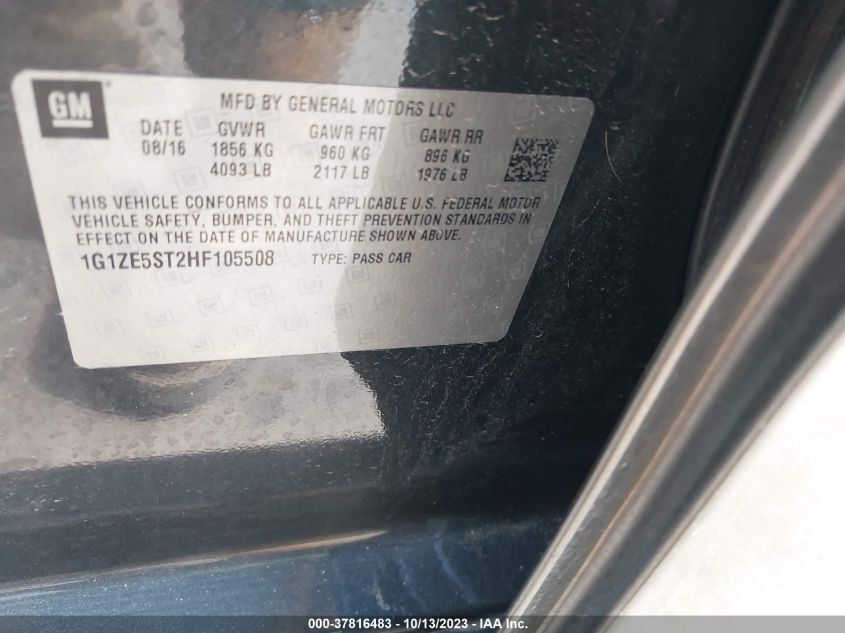 GM
MFD BY GENERAL MOTORS LLC
DATE GVWR GAWR FRT GAWR RR
08/16 1856 KG 960 KG 896 KG
4093 LB 2117 LB 1976 LB
THIS VEHICLE CONFORMS TO ALL APPLICABLE U.S. FEDERAL MOTOR
VEHICLE SAFETY, BUMPER, AND THEFT PREVENTION STANDARDS IN
EFFECT ON THE DATE OF MANUFACTURE SHOWN ABOVE.
1G1ZE5ST2HF105508 TYPE: PASS CAR
000-37816483 - 10/13/2023 - IAA Inc.